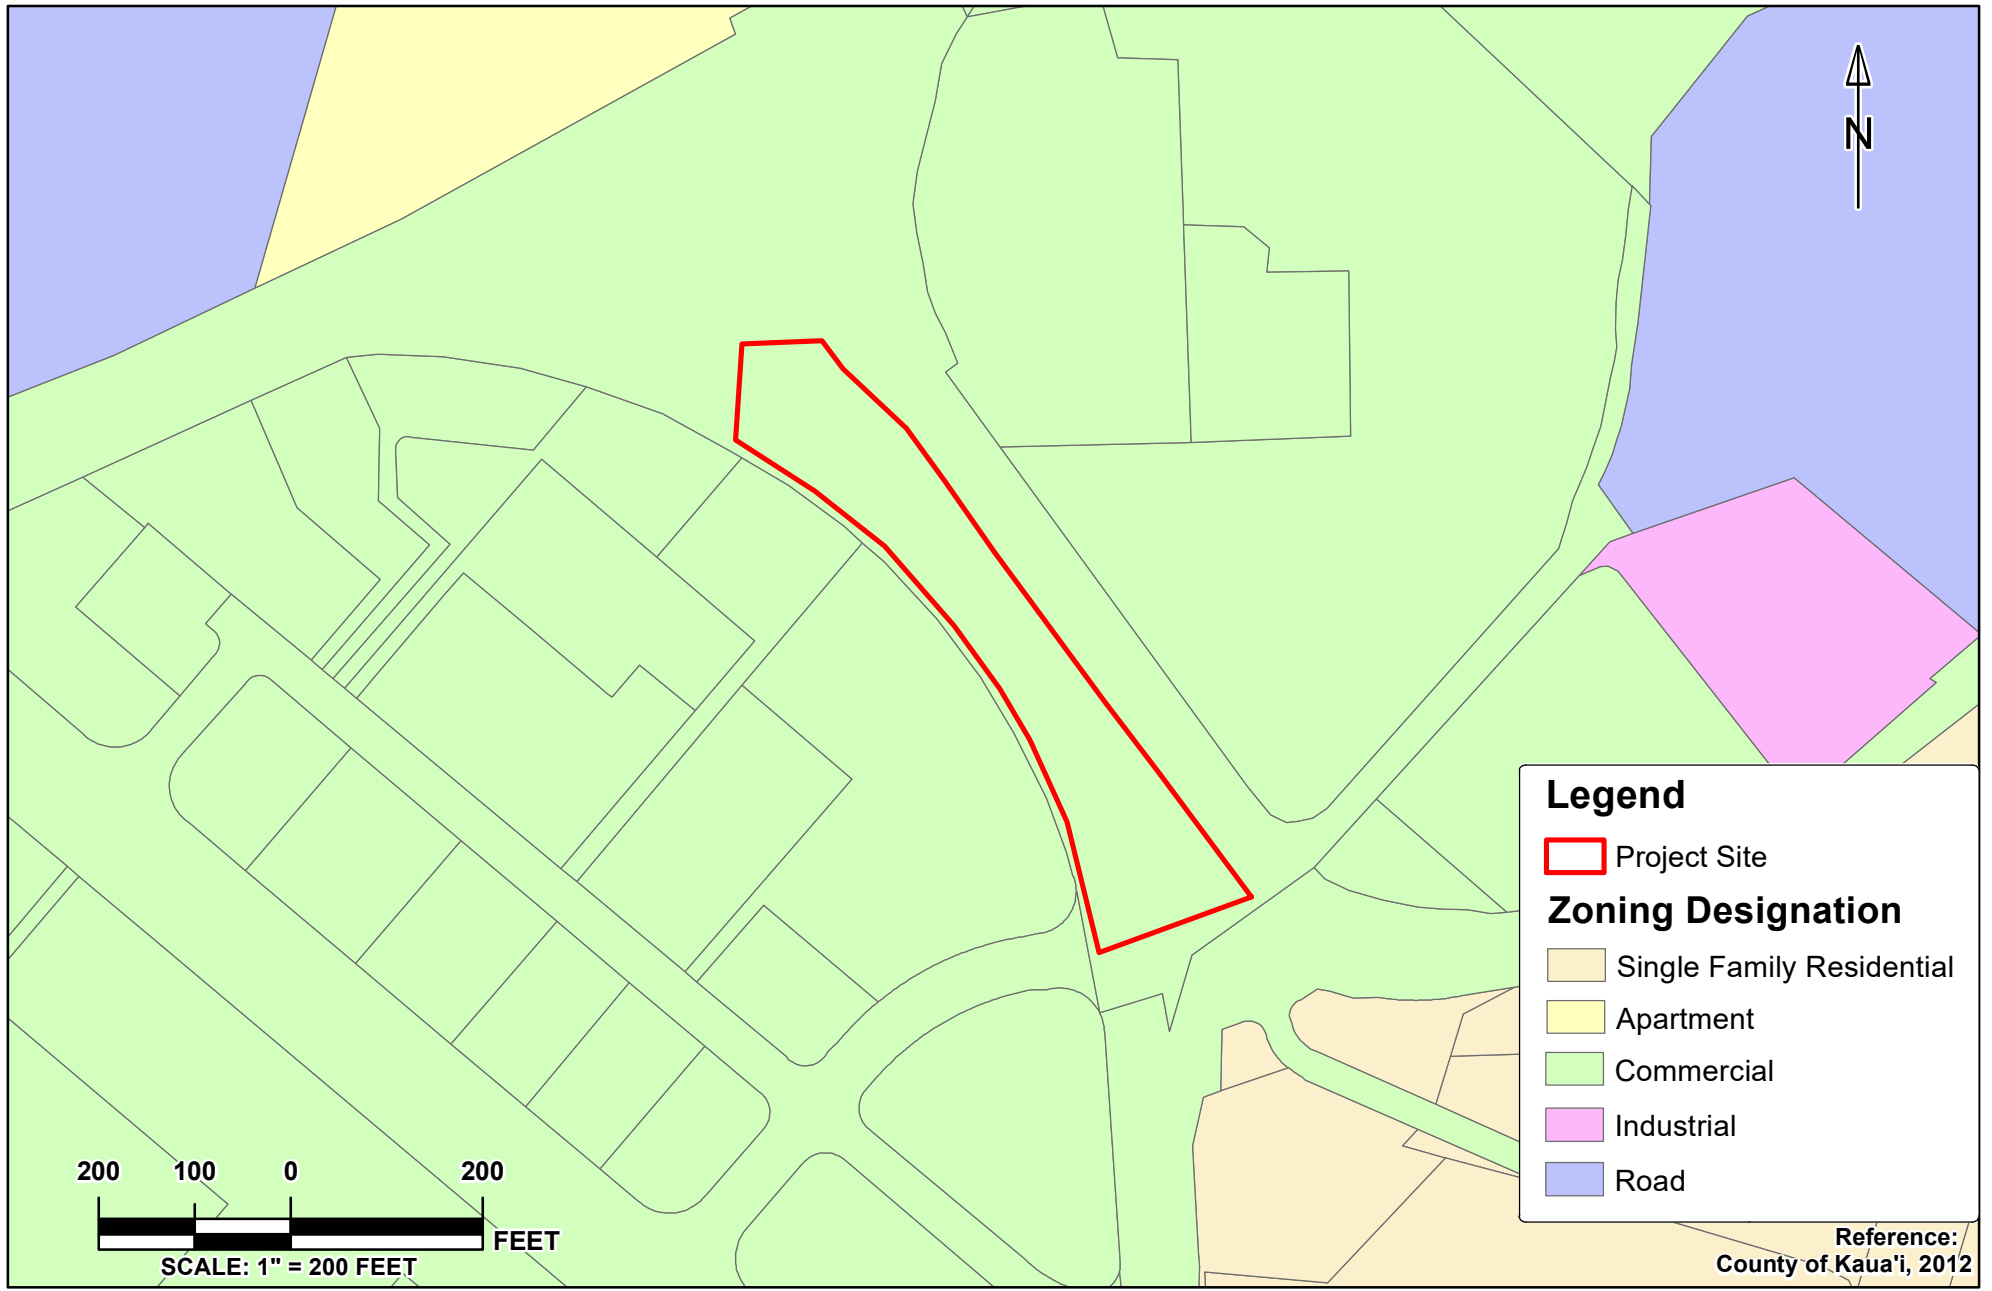 N
Legend
Project Site
Zoning Designation
Single Family Residential
Apartment
Commercial
Industrial
Road
200 100 0 200
FEET
SCALE: 1" = 200 FEET
Reference:
County of Kaua'i, 2012